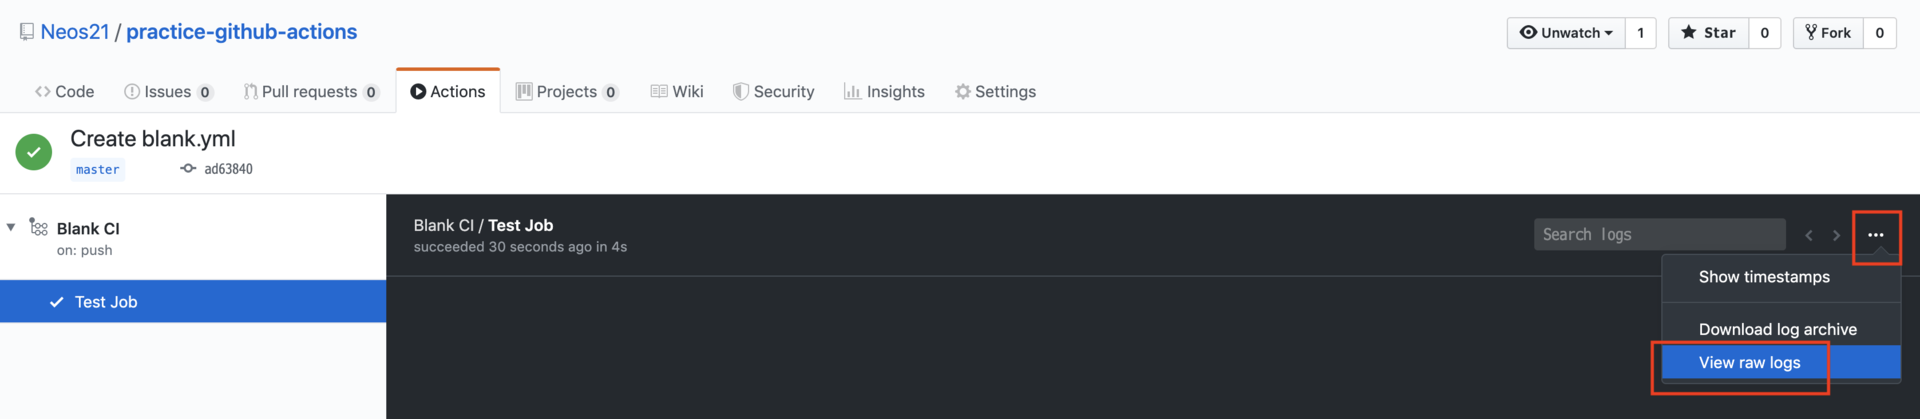 Neos21 / practice-github-actions
Unwatch 1 Star 0 Fork 0
Code Issues 0 Pull requests 0 Actions Projects 0 Wiki Security Insights Settings
Create blank.yml
master ad63840
Blank CI
on: push
Test Job
Blank CI / Test Job
succeeded 30 seconds ago in 4s
Search logs
Show timestamps
Download log archive
View raw logs